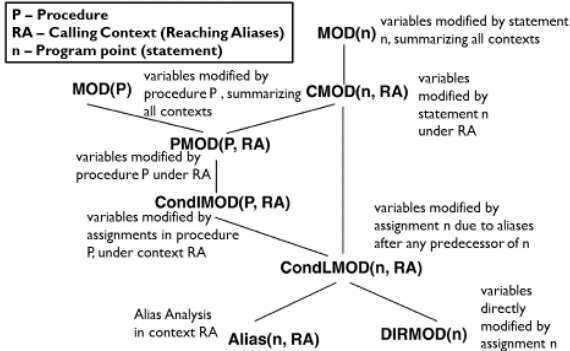 P – Procedure
RA – Calling Context (Reaching Aliases)
n – Program point (statement)
MOD(n)
variables modified by statement
n, summarizing all contexts
MOD(P)
variables modified by
procedure P , summarizing
all contexts
CMOD(n, RA)
variables
modified by
statement n
under RA
PMOD(P, RA)
variables modified by
procedure P under RA
CondIMOD(P, RA)
variables modified by
assignments in procedure
P, under context RA
variables modified by
assignment n due to aliases
after any predecessor of n
CondLMOD(n, RA)
Alias Analysis
in context RA
Alias(n, RA)
DIRMOD(n)
variables
directly
modified by
assignment n